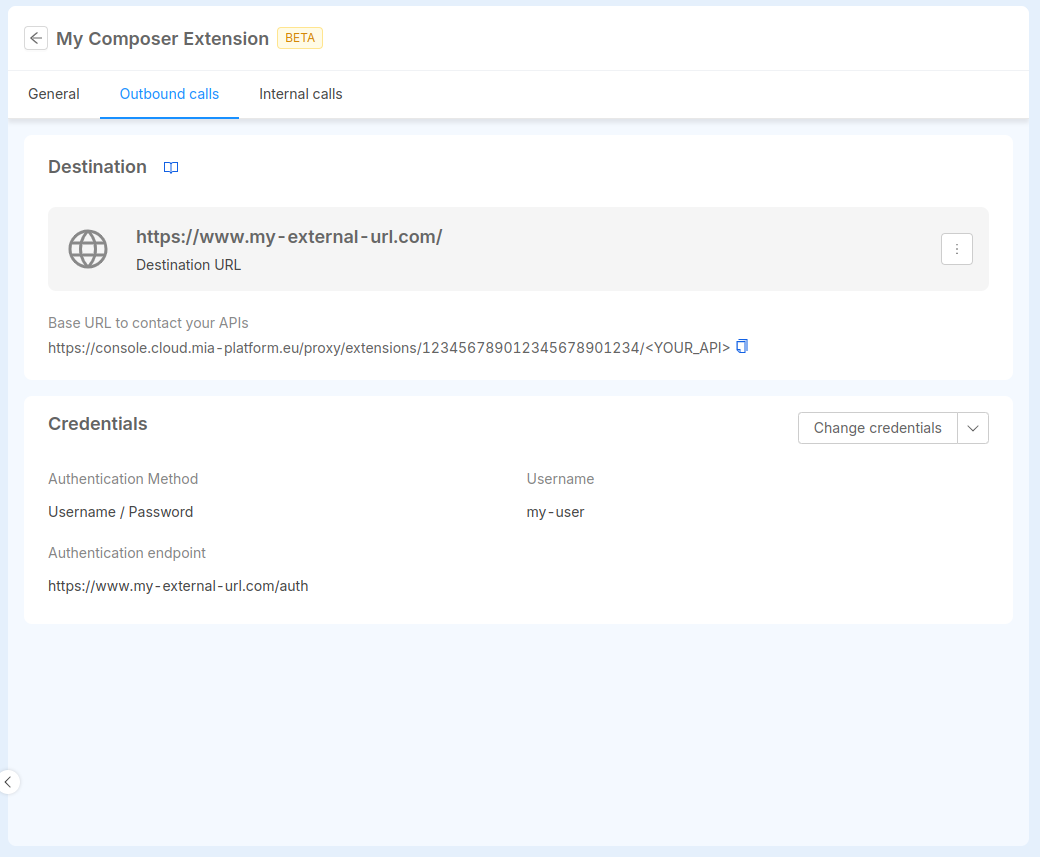 My Composer Extension BETA
General Outbound calls Internal calls
Destination
https://www.my-external-url.com/
Destination URL
Base URL to contact your APIs
https://console.cloud.mia-platform.eu/proxy/extensions/123456789012345678901234/<YOUR_API>
Credentials Change credentials
Authentication Method Username
Username / Password my-user
Authentication endpoint
https://www.my-external-url.com/auth